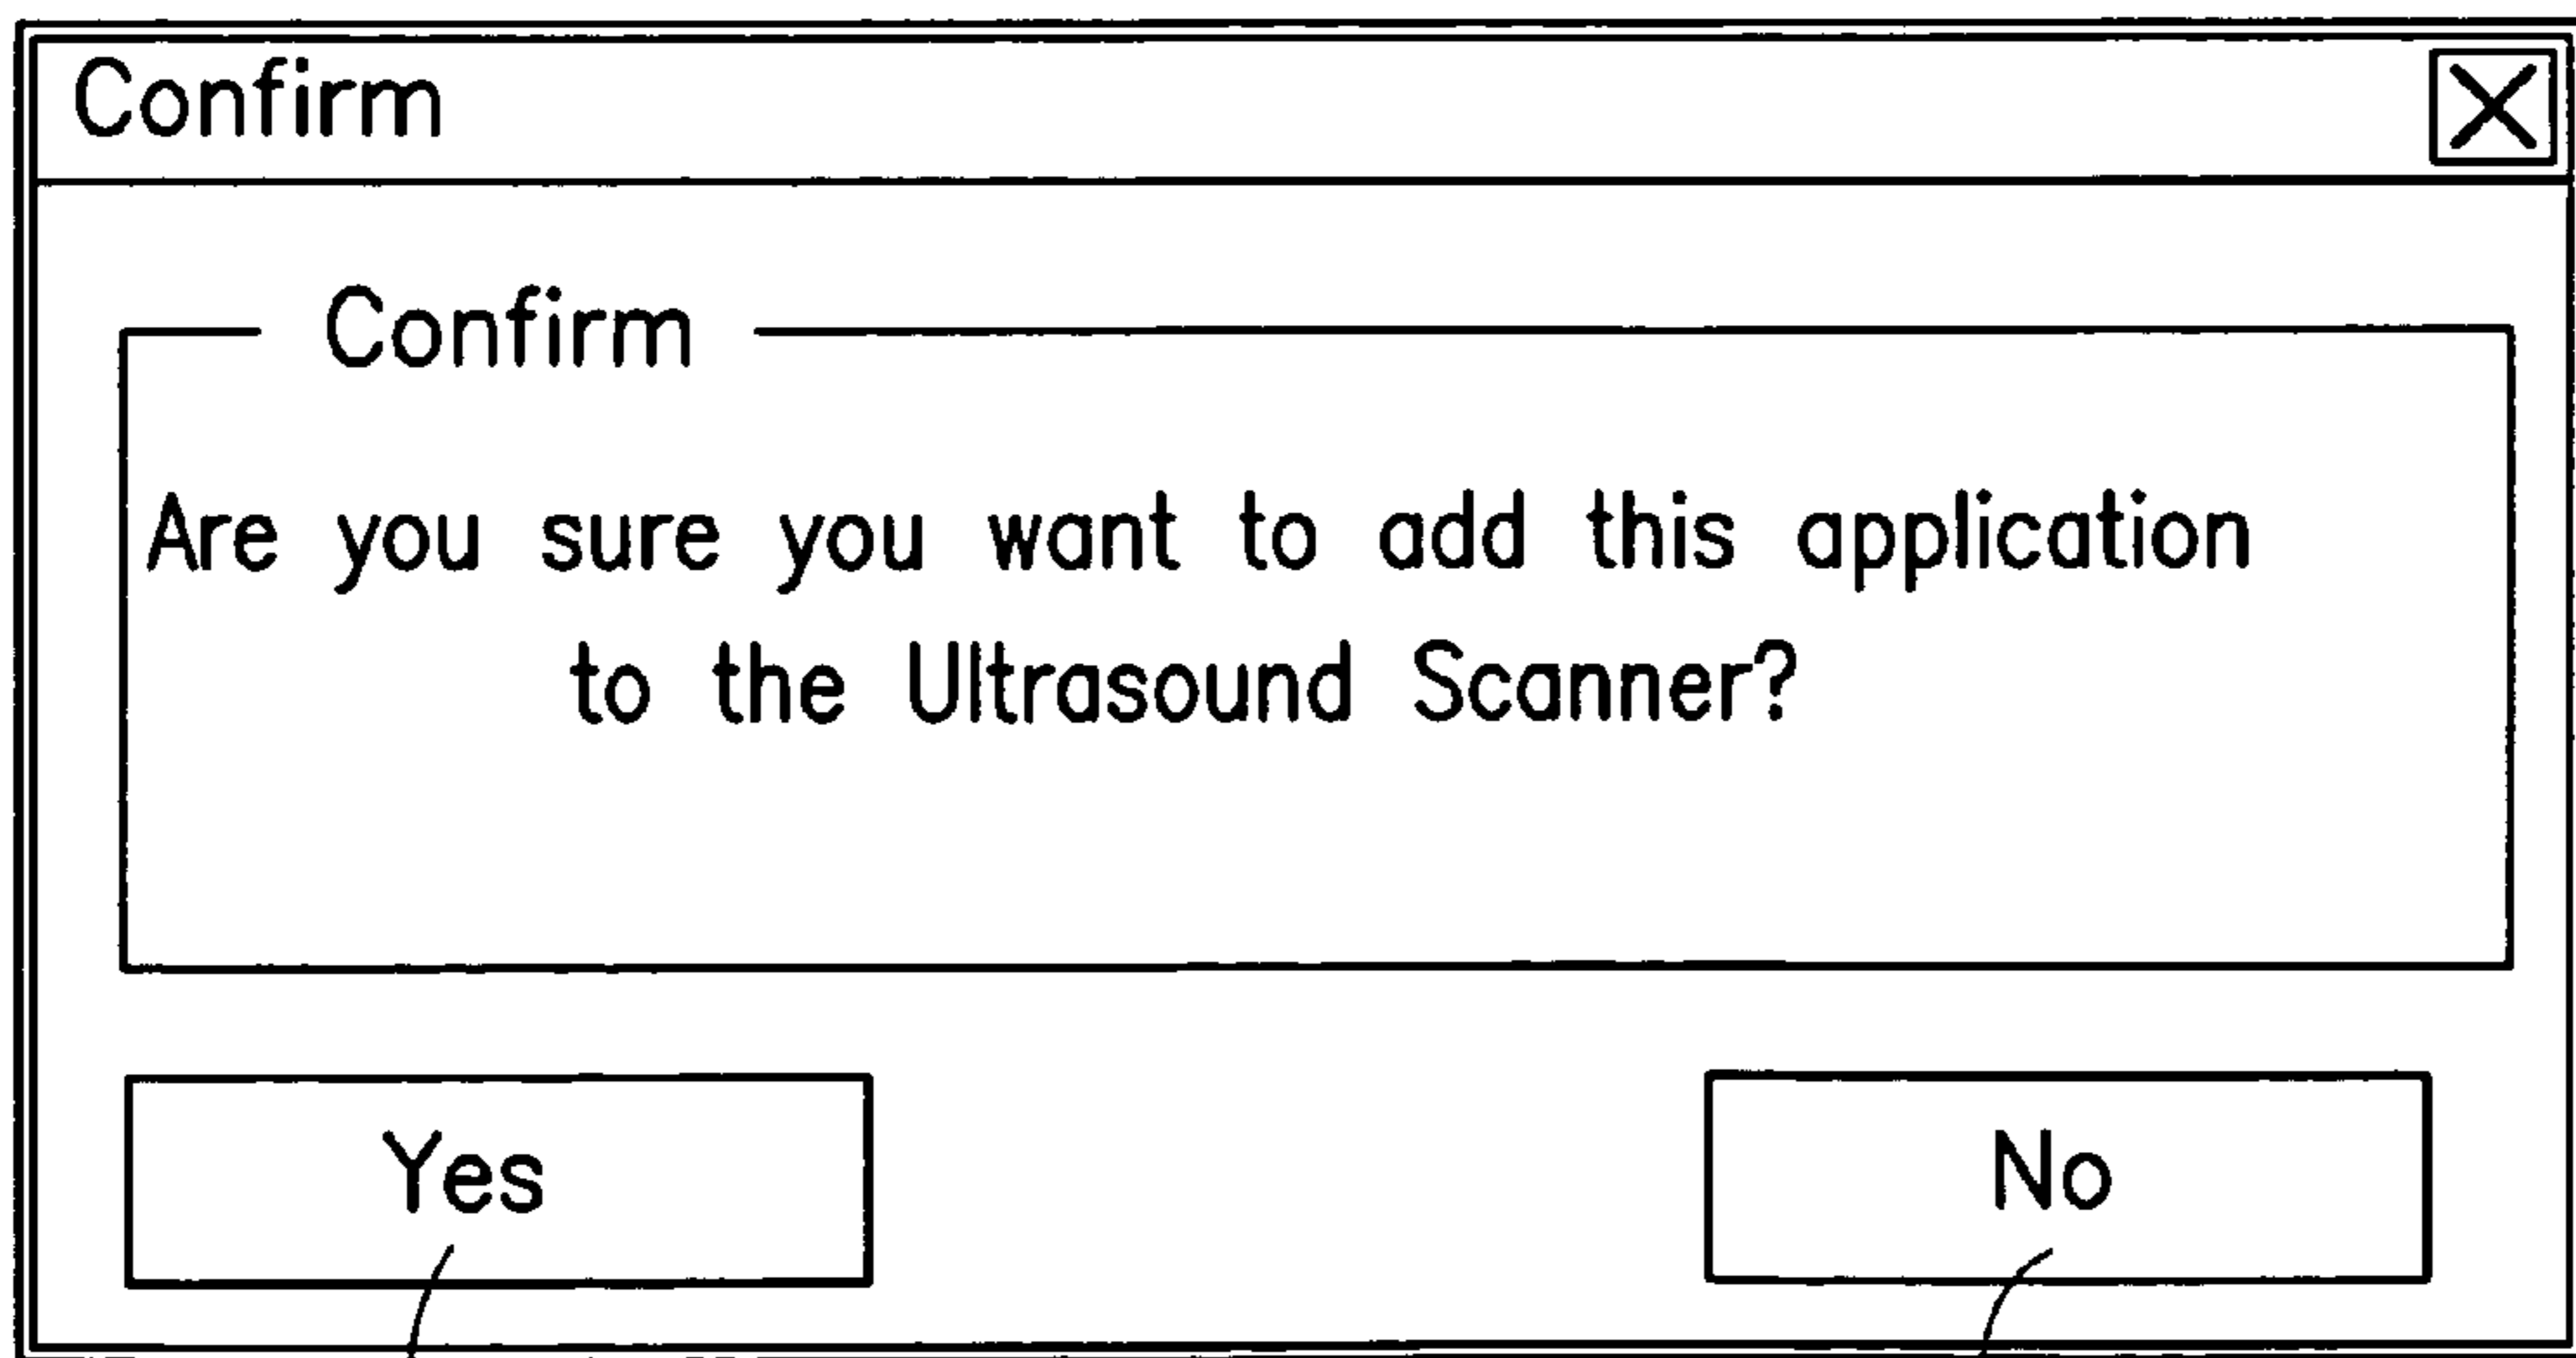 Confirm
Confirm
Are you sure you want to add this application
to the Ultrasound Scanner?
Yes
No